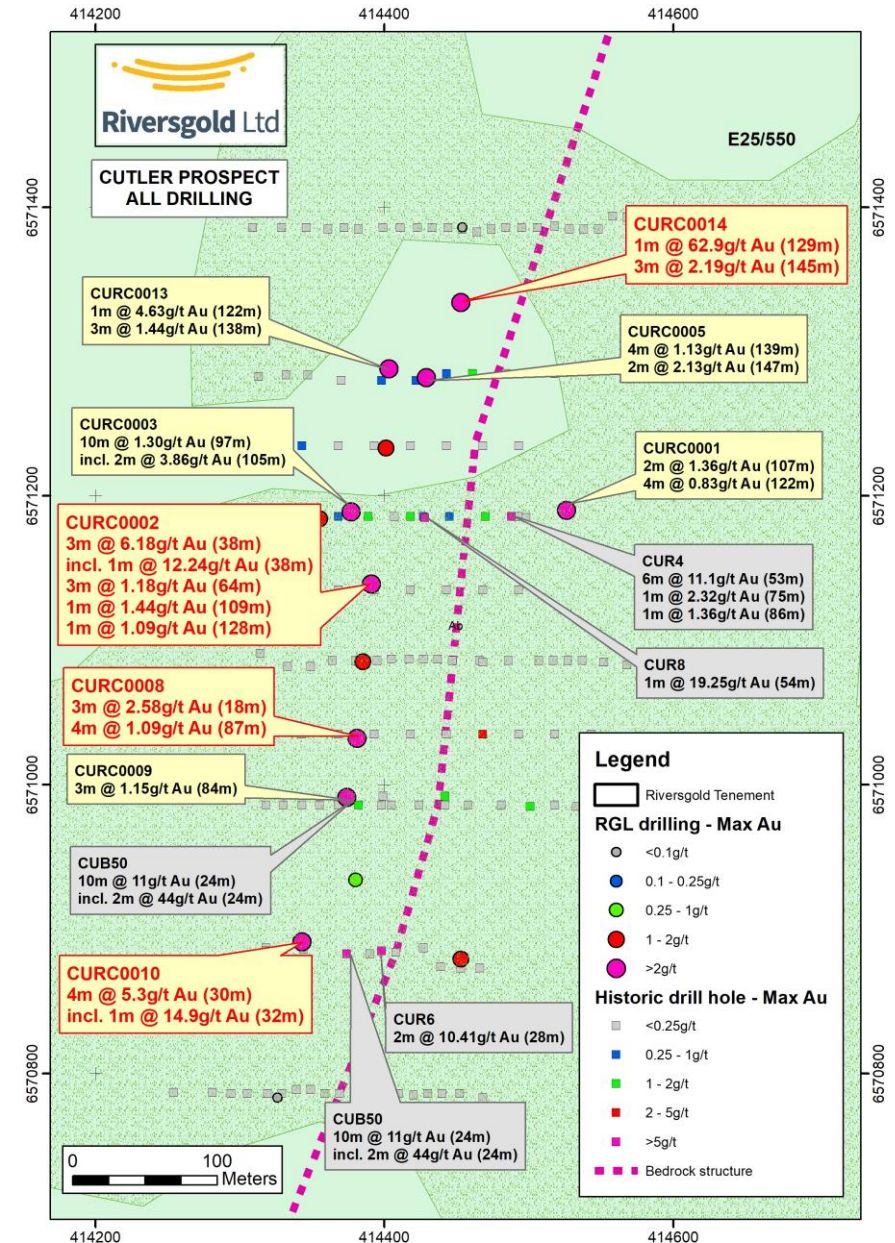 414200
414400
414600
Riversgold Ltd
CUTLER PROSPECT
ALL DRILLING
E25/550
6571400
6571400
CURC0014
1m @ 62.9g/t Au (129m)
3m @ 2.19g/t Au (145m)
CURC0013
1m @ 4.63g/t Au (122m)
3m @ 1.44g/t Au (138m)
CURC0005
4m @ 1.13g/t Au (139m)
2m @ 2.13g/t Au (147m)
CURC0003
10m @ 1.30g/t Au (97m)
incl. 2m @ 3.86g/t Au (105m)
CURC0001
2m @ 1.36g/t Au (107m)
4m @ 0.83g/t Au (122m)
6571200
6571200
CURC0002
3m @ 6.18g/t Au (38m)
incl. 1m @ 12.24g/t Au (38m)
3m @ 1.18g/t Au (64m)
1m @ 1.44g/t Au (109m)
1m @ 1.09g/t Au (128m)
CUR4
6m @ 11.1g/t Au (53m)
1m @ 2.32g/t Au (75m)
1m @ 1.36g/t Au (86m)
Ab
CUR8
1m @ 19.25g/t Au (54m)
CURC0008
3m @ 2.58g/t Au (18m)
4m @ 1.09g/t Au (87m)
CURC0009
3m @ 1.15g/t Au (84m)
6571000
6571000
CUB50
10m @ 11g/t Au (24m)
incl. 2m @ 44g/t Au (24m)
CURC0010
4m @ 5.3g/t Au (30m)
incl. 1m @ 14.9g/t Au (32m)
CUR6
2m @ 10.41g/t Au (28m)
6570800
6570800
CUB50
10m @ 11g/t Au (24m)
incl. 2m @ 44g/t Au (24m)
Legend
Riversgold Tenement
RGL drilling - Max Au
<0.1g/t
0.1 - 0.25g/t
0.25 - 1g/t
1 - 2g/t
>2g/t
Historic drill hole - Max Au
<0.25g/t
0.25 - 1g/t
1 - 2g/t
2 - 5g/t
>5g/t
Bedrock structure
0 100
Meters
414200
414400
414600